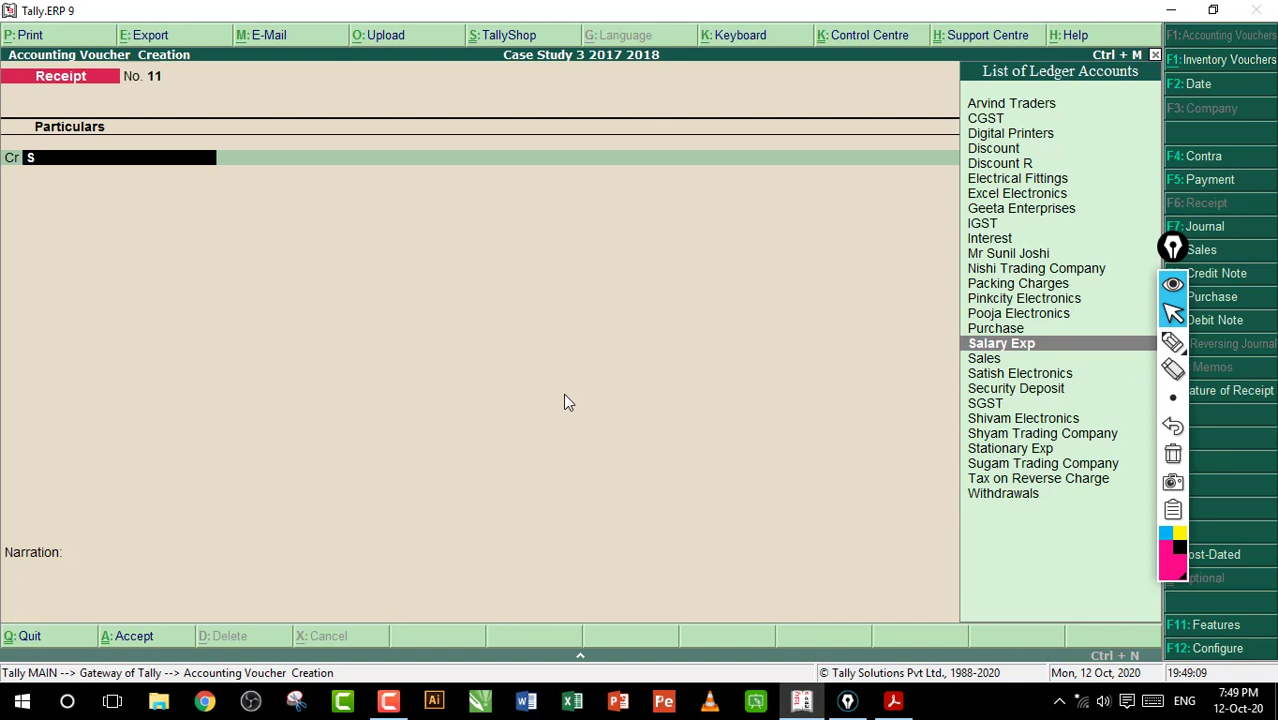 Tally.ERP 9
P: Print
E: Export
M: E-Mail
O: Upload
S: TallyShop
G: Language
K: Keyboard
K: Control Centre
H: Support Centre
H: Help
F1: Accounting Vouchers
Accounting Voucher Creation
Case Study 3 2017 2018
Ctrl + M
Receipt No. 11
Particulars
Cr S
Narration:
List of Ledger Accounts
Arvind Traders
CGST
Digital Printers
Discount
Discount R
Electrical Fittings
Excel Electronics
Geeta Enterprises
IGST
Interest
Mr Sunil Joshi
Nishi Trading Company
Packing Charges
Pinkcity Electronics
Pooja Electronics
Purchase
Salary Exp
Sales
Satish Electronics
Security Deposit
SGST
Shivam Electronics
Shyam Trading Company
Stationary Exp
Sugam Trading Company
Tax on Reverse Charge
Withdrawals
F1: Inventory Vouchers
F2: Date
F3: Company
F4: Contra
F5: Payment
F6: Receipt
F7: Journal
Sales
Credit Note
Purchase
Debit Note
Reversing Journal
Memos
ature of Receipt
ost-Dated
ptional
F11: Features
F12: Configure
Q: Quit
A: Accept
D: Delete
X: Cancel
Ctrl + N
Tally MAIN --> Gateway of Tally --> Accounting Voucher Creation
© Tally Solutions Pvt Ltd., 1988-2020
Mon, 12 Oct, 2020
19:49:09
Ai
Pe
ENG
7:49 PM
12-Oct-20